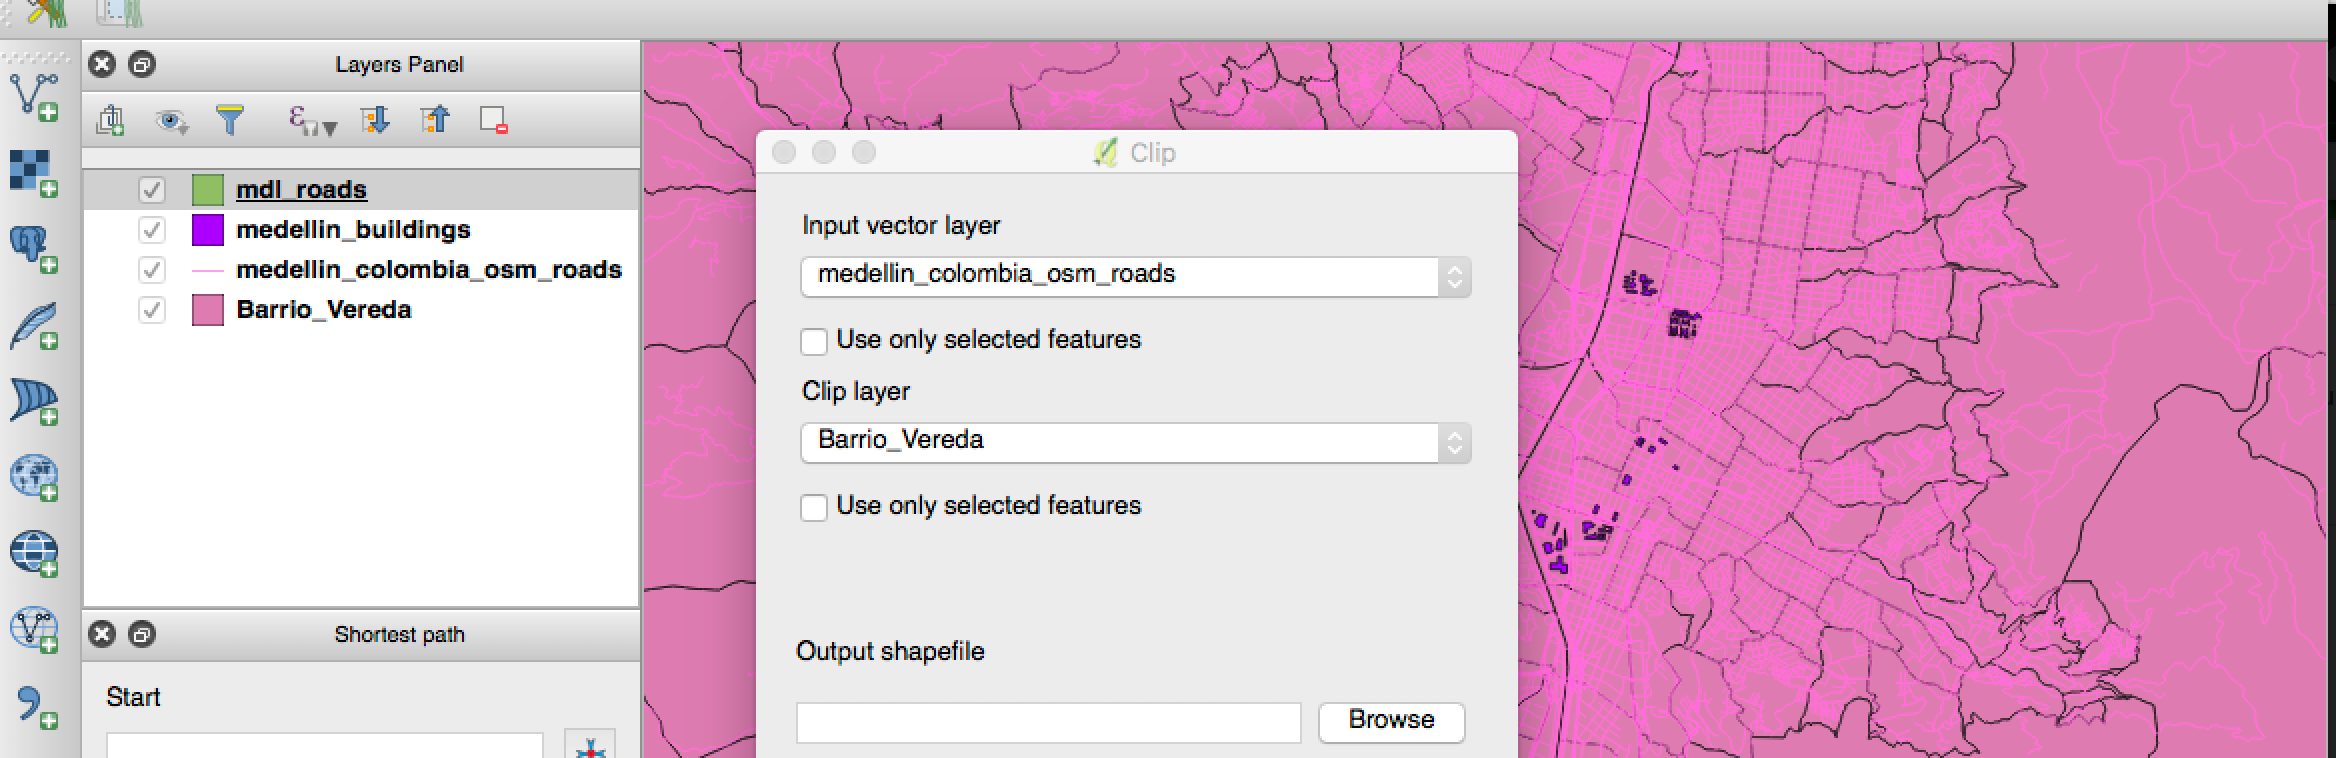 Layers Panel
mdl_roads
medellin_buildings
medellin_colombia_osm_roads
Barrio_Vereda
Shortest path
Start
Clip
Input vector layer
medellin_colombia_osm_roads
Use only selected features
Clip layer
Barrio_Vereda
Use only selected features
Output shapefile
Browse